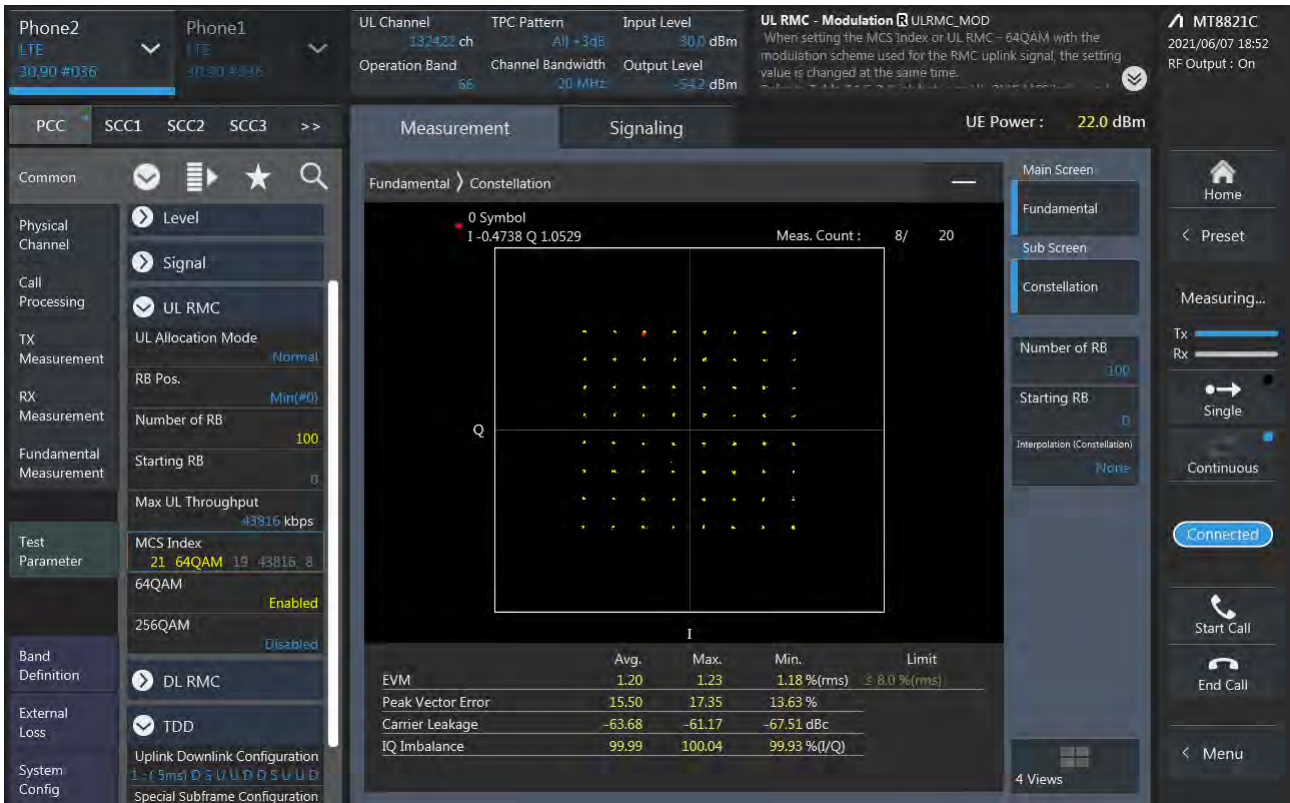 Phone2
LTE
30.90 #036
Phone1
LTE
30.90 #036
UL Channel
132422 ch
TPC Pattern
All +3dB
Input Level
30.0 dBm
Operation Band
66
Channel Bandwidth
20 MHz
Output Level
-54.2 dBm
UL RMC - Modulation R ULRMC_MOD
When setting the MCS Index or UL RMC – 64QAM with the
modulation scheme used for the RMC uplink signal, the setting
value is changed at the same time.
MT8821C
2021/06/07 18:52
RF Output : On
PCC SCC1 SCC2 SCC3 >>
Measurement
Signaling
UE Power : 22.0 dBm
Common
Physical
Channel
Call
Processing
TX
Measurement
RX
Measurement
Fundamental
Measurement
Test
Parameter
Band
Definition
External
Loss
System
Config
Level
Signal
UL RMC
UL Allocation Mode
Normal
RB Pos.
Min(#0)
Number of RB
100
Starting RB
0
Max UL Throughput
43816 kbps
MCS Index
21 64QAM 19 43816 8
64QAM
Enabled
256QAM
Disabled
DL RMC
TDD
Uplink Downlink Configuration
1 : ( 5ms) D S U U D D S U U D
Special Subframe Configuration
Fundamental > Constellation
0 Symbol
I -0.4738 Q 1.0529
Meas. Count : 8/ 20
Q
I
Avg. Max. Min. Limit
EVM 1.20 1.23 1.18 %(rms) ≤ 8.0 %(rms)
Peak Vector Error 15.50 17.35 13.63 %
Carrier Leakage -63.68 -61.17 -67.51 dBc
IQ Imbalance 99.99 100.04 99.93 %(I/Q)
Main Screen
Fundamental
Sub Screen
Constellation
Number of RB
100
Starting RB
0
Interpolation (Constellation)
None
4 Views
Home
< Preset
Measuring...
Tx
Rx
Single
Continuous
Connected
Start Call
End Call
< Menu